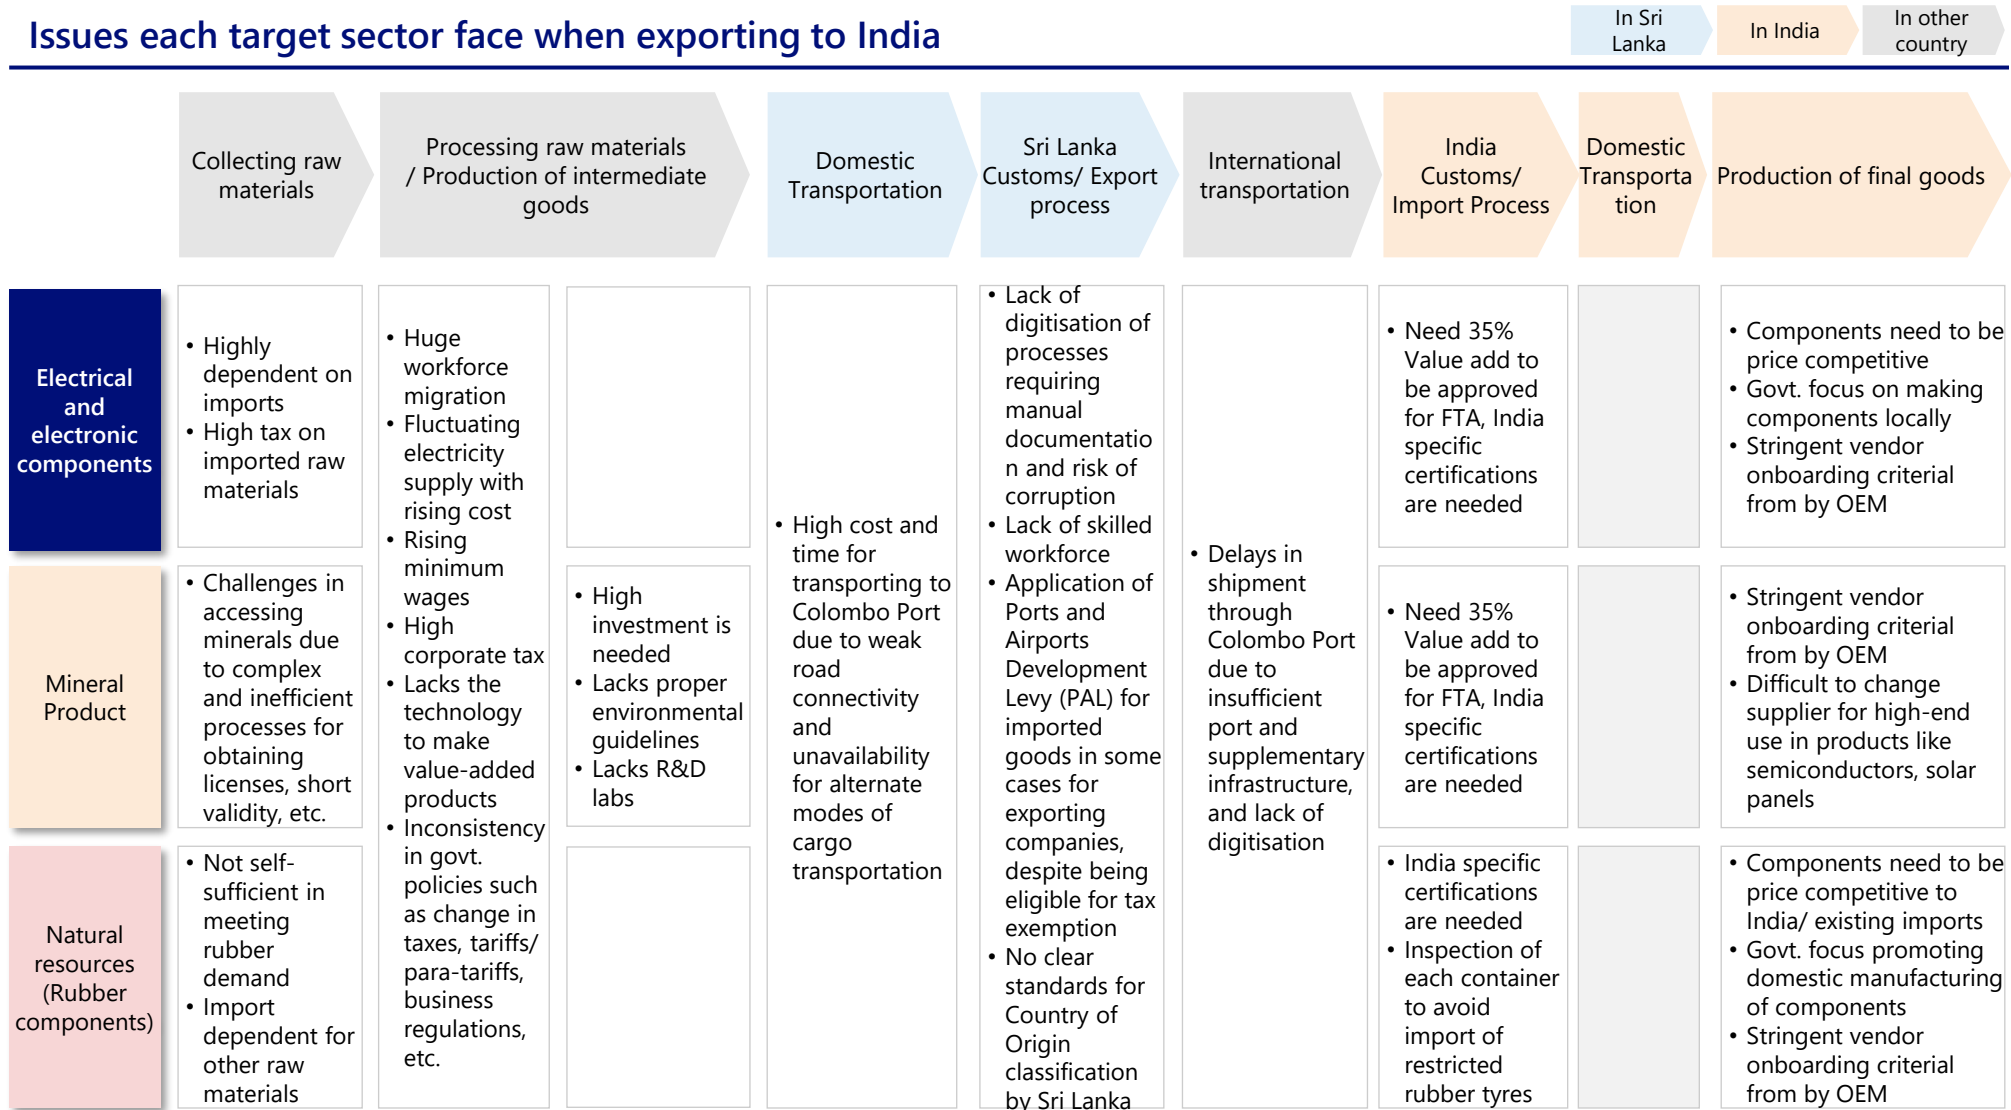 Issues each target sector face when exporting to India
In Sri
Lanka
In India
In other
country
Collecting raw
materials
Processing raw materials
/ Production of intermediate
goods
Domestic
Transportation
Sri Lanka
Customs/ Export
process
International
transportation
India
Customs/
Import Process
Domestic
Transporta
tion
Production of final goods
Electrical
and
electronic
components
• Highly
dependent on
imports
• High tax on
imported raw
materials
Mineral
Product
• Challenges in
accessing
minerals due
to complex
and inefficient
processes for
obtaining
licenses, short
validity, etc.
Natural
resources
(Rubber
components)
• Not self-
sufficient in
meeting
rubber
demand
• Import
dependent for
other raw
materials
• Huge
workforce
migration
• Fluctuating
electricity
supply with
rising cost
• Rising
minimum
wages
• High
corporate tax
• Lacks the
technology
to make
value-added
products
• Inconsistency
in govt.
policies such
as change in
taxes, tariffs/
para-tariffs,
business
regulations,
etc.
• High
investment is
needed
• Lacks proper
environmental
guidelines
• Lacks R&D
labs
• High cost and
time for
transporting to
Colombo Port
due to weak
road
connectivity
and
unavailability
for alternate
modes of
cargo
transportation
• Lack of
digitisation of
processes
requiring
manual
documentatio
n and risk of
corruption
• Lack of skilled
workforce
• Application of
Ports and
Airports
Development
Levy (PAL) for
imported
goods in some
cases for
exporting
companies,
despite being
eligible for tax
exemption
• No clear
standards for
Country of
Origin
classification
by Sri Lanka
• Delays in
shipment
through
Colombo Port
due to
insufficient
port and
supplementary
infrastructure,
and lack of
digitisation
• Need 35%
Value add to
be approved
for FTA, India
specific
certifications
are needed
• Need 35%
Value add to
be approved
for FTA, India
specific
certifications
are needed
• India specific
certifications
are needed
• Inspection of
each container
to avoid
import of
restricted
rubber tyres
• Components need to be
price competitive
• Govt. focus on making
components locally
• Stringent vendor
onboarding criterial
from by OEM
• Stringent vendor
onboarding criterial
from by OEM
• Difficult to change
supplier for high-end
use in products like
semiconductors, solar
panels
• Components need to be
price competitive to
India/ existing imports
• Govt. focus promoting
domestic manufacturing
of components
• Stringent vendor
onboarding criterial
from by OEM